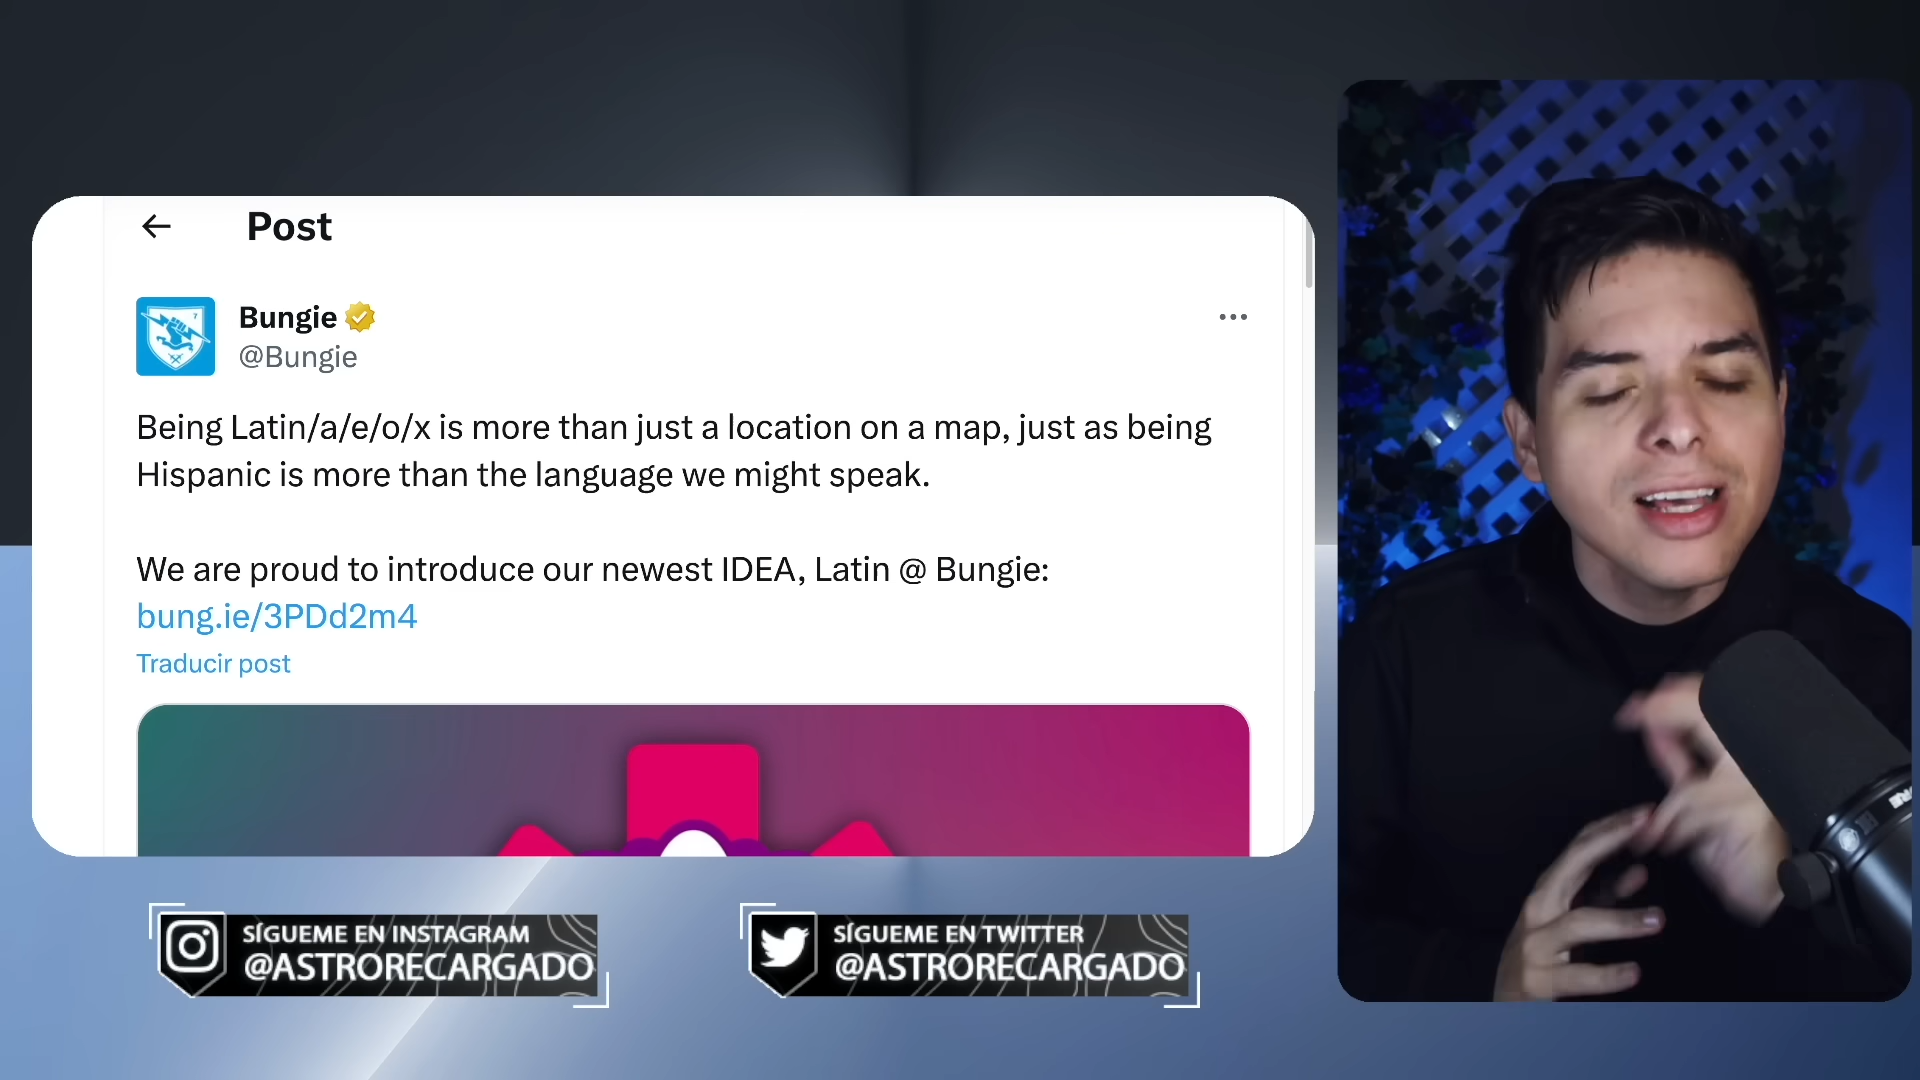 Post
Bungie
@Bungie
Being Latin/a/e/o/x is more than just a location on a map, just as being
Hispanic is more than the language we might speak.
We are proud to introduce our newest IDEA, Latin @ Bungie:
bung.ie/3PDd2m4
Traducir post
SÍGUEME EN INSTAGRAM
@ASTRORECARGADO
SÍGUEME EN TWITTER
@ASTRORECARGADO